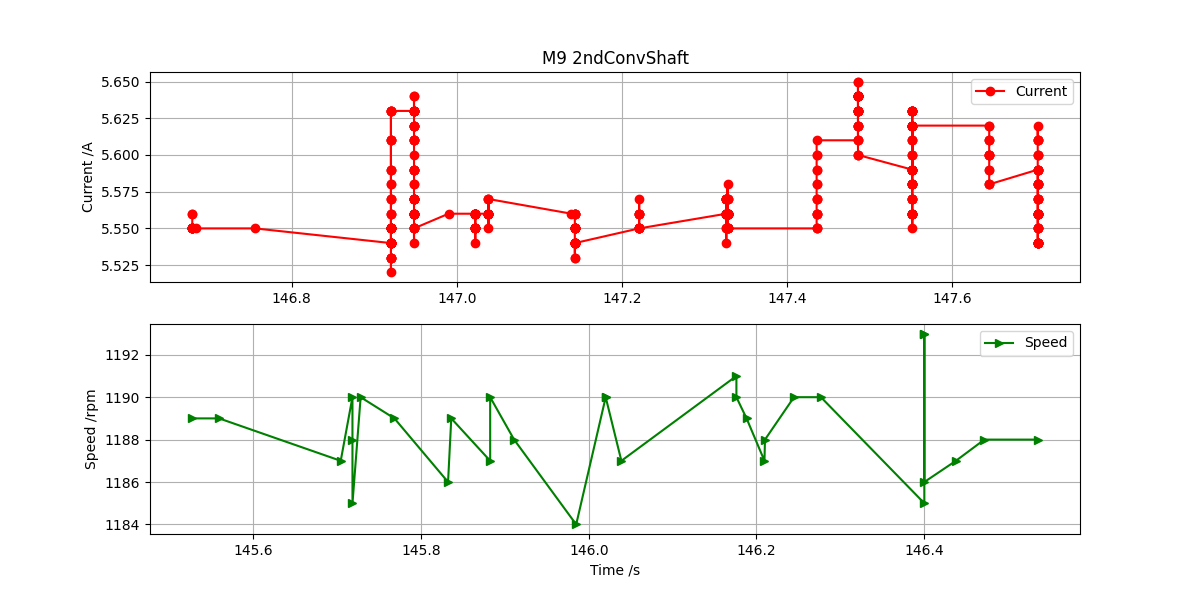 M9 2ndConvShaft
Current /A
5.650
5.625
5.600
5.575
5.550
5.525
Current
146.8 147.0 147.2 147.4 147.6
Speed /rpm
1192
1190
1188
1186
1184
Speed
145.6 145.8 146.0 146.2 146.4
Time /s